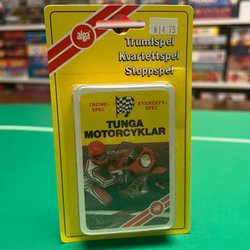 alga
Trumfspel
Kvartettspel
Stoppspel
TRUMF-
SPEL
KVARTETT-
SPEL
TUNGA
MOTORCYKLAR